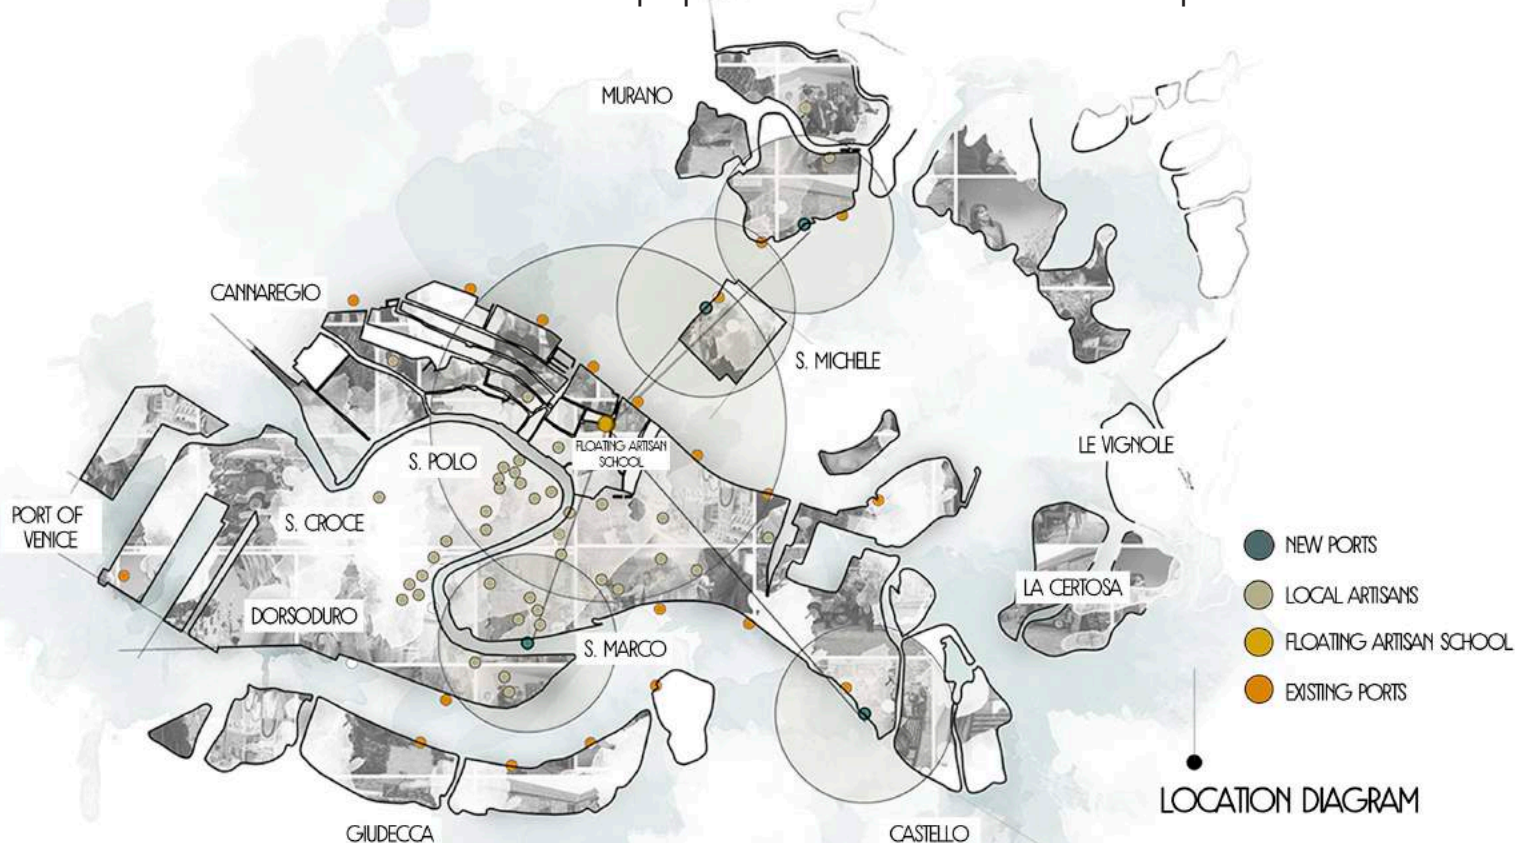 MURANO
CANNAREGIO
S. MICHELE
LE VIGNOLE
FLOATING ARTISAN
SCHOOL
S. POLO
PORT OF
VENICE
S. CROCE
NEW PORTS
LA CERTOSA
LOCAL ARTISANS
DORSODURO
S. MARCO
FLOATING ARTISAN SCHOOL
EXISTING PORTS
LOCATION DIAGRAM
GIUDECCA
CASTELLO